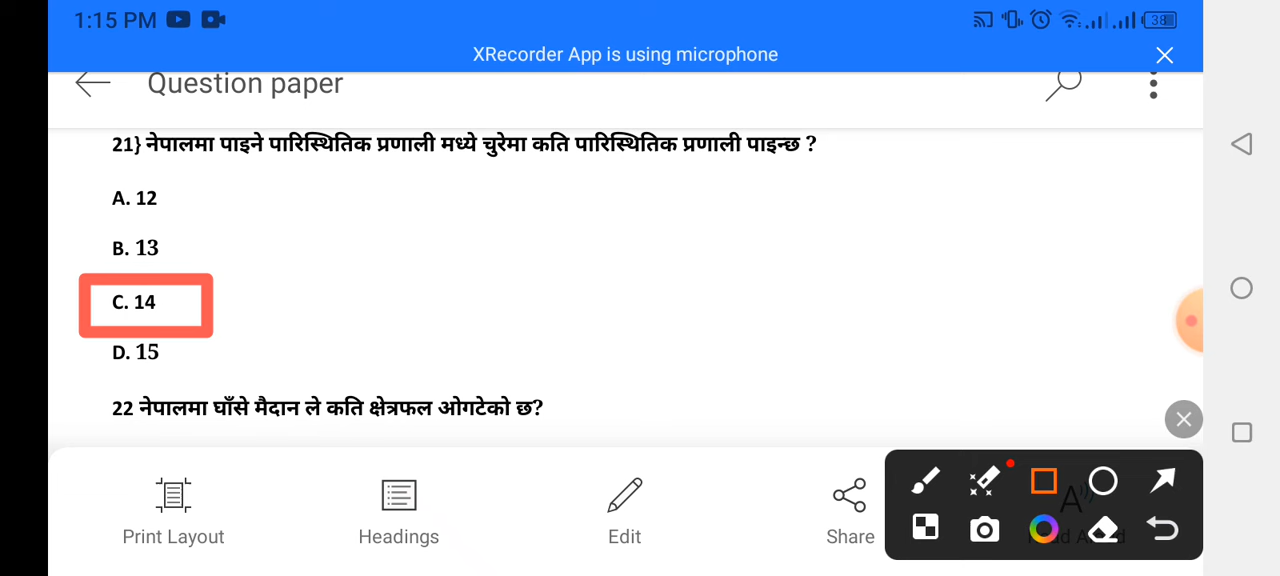 1:15 PM
38
XRecorder App is using microphone
Question paper
21} नेपालमा पाइने पारिस्थितिक प्रणाली मध्ये चुरेमा कति पारिस्थितिक प्रणाली पाइन्छ ?
A. 12
B. 13
C. 14
D. 15
22 नेपालमा घाँसे मैदान ले कति क्षेत्रफल ओगटेको छ?
Print Layout
Headings
Edit
Share